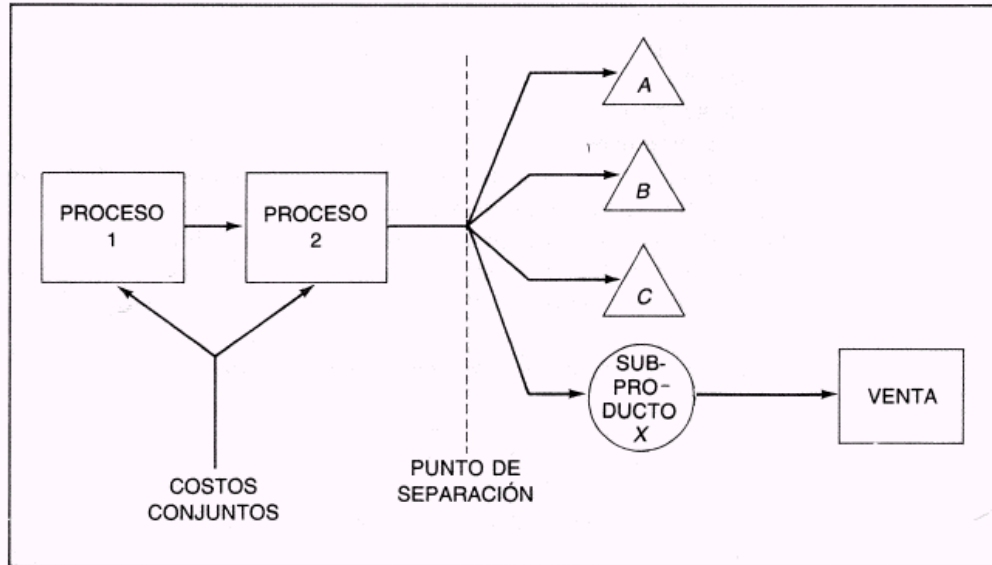 A
B
PROCESO
1
PROCESO
2
C
SUB-
PRO-
DUCTO
X
VENTA
PUNTO DE
SEPARACIÓN
COSTOS
CONJUNTOS